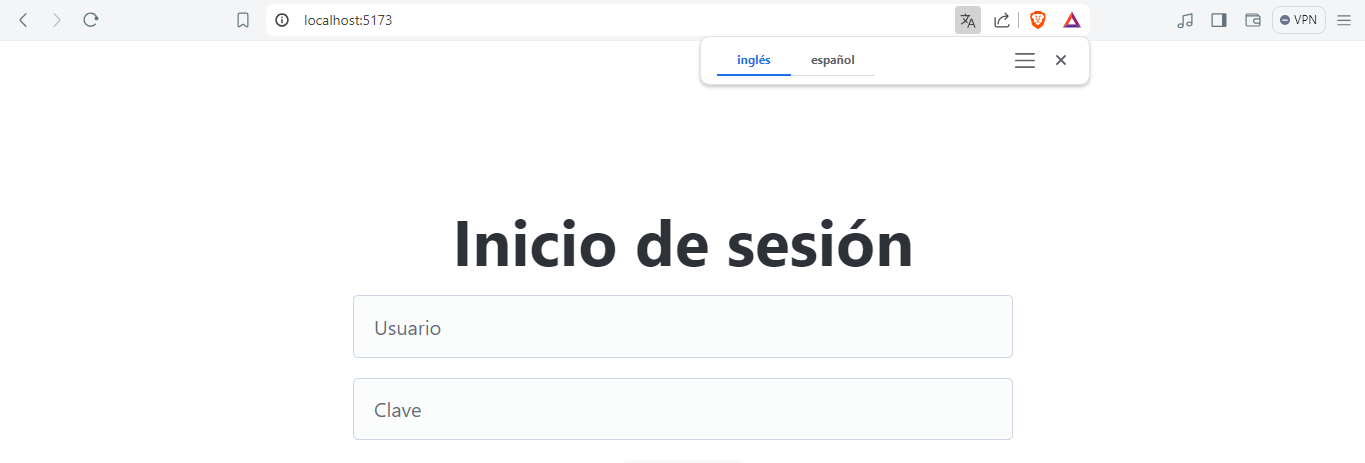 localhost:5173
VPN
inglés español
Inicio de sesión
Usuario
Clave